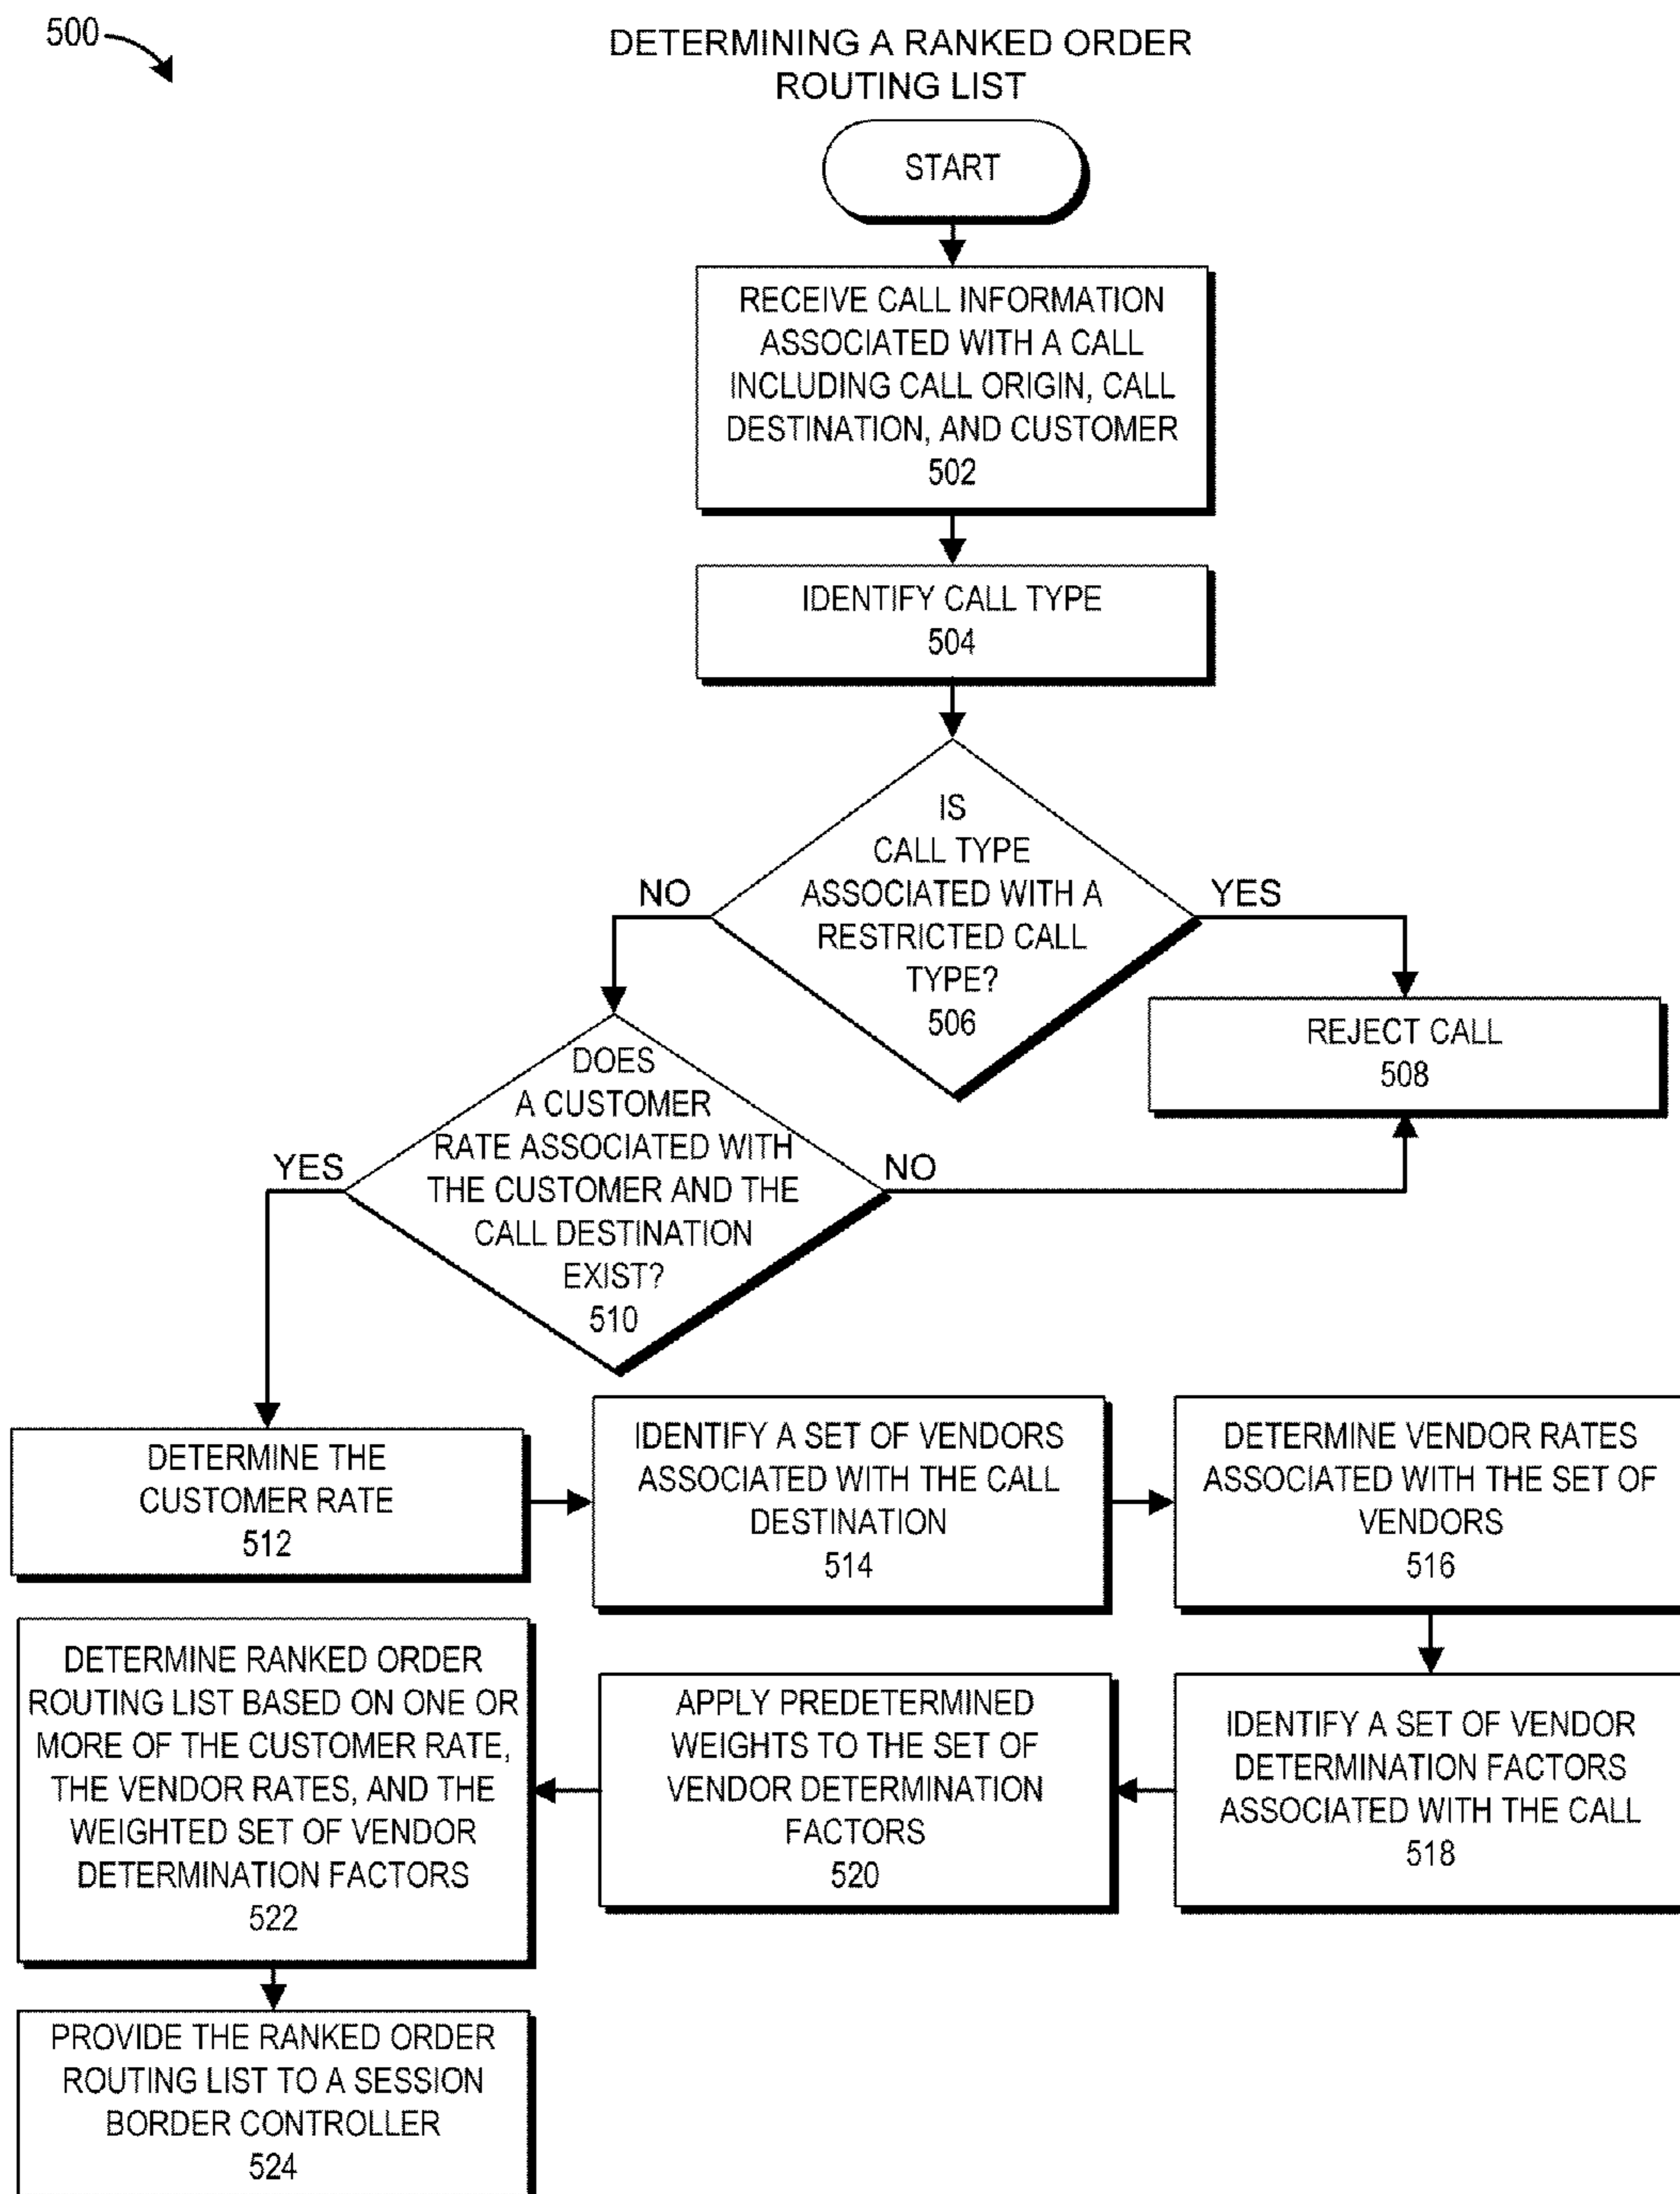 500
DETERMINING A RANKED ORDER
ROUTING LIST
START
RECEIVE CALL INFORMATION
ASSOCIATED WITH A CALL
INCLUDING CALL ORIGIN, CALL
DESTINATION, AND CUSTOMER
502
IDENTIFY CALL TYPE
504
IS
CALL TYPE
ASSOCIATED WITH A
RESTRICTED CALL
TYPE?
506
NO
YES
REJECT CALL
508
DOES
A CUSTOMER
RATE ASSOCIATED WITH
THE CUSTOMER AND THE
CALL DESTINATION
EXIST?
510
YES
NO
DETERMINE THE
CUSTOMER RATE
512
IDENTIFY A SET OF VENDORS
ASSOCIATED WITH THE CALL
DESTINATION
514
DETERMINE VENDOR RATES
ASSOCIATED WITH THE SET OF
VENDORS
516
IDENTIFY A SET OF VENDOR
DETERMINATION FACTORS
ASSOCIATED WITH THE CALL
518
APPLY PREDETERMINED
WEIGHTS TO THE SET OF
VENDOR DETERMINATION
FACTORS
520
DETERMINE RANKED ORDER
ROUTING LIST BASED ON ONE OR
MORE OF THE CUSTOMER RATE,
THE VENDOR RATES, AND THE
WEIGHTED SET OF VENDOR
DETERMINATION FACTORS
522
PROVIDE THE RANKED ORDER
ROUTING LIST TO A SESSION
BORDER CONTROLLER
524